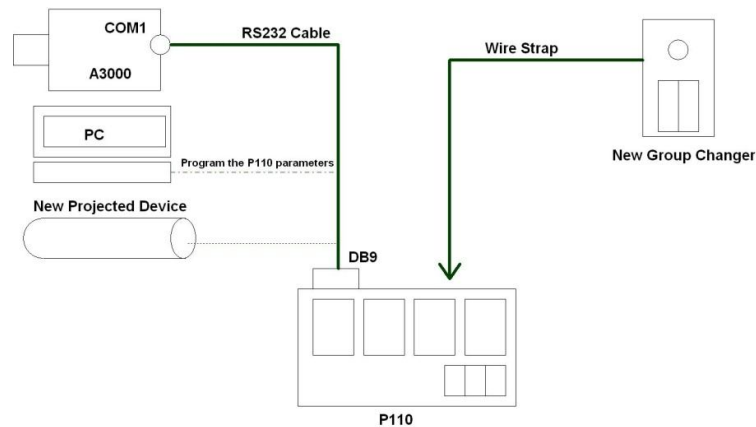 COM1
RS232 Cable
Wire Strap
A3000
PC
Program the P110 parameters
New Group Changer
New Projected Device
DB9
P110